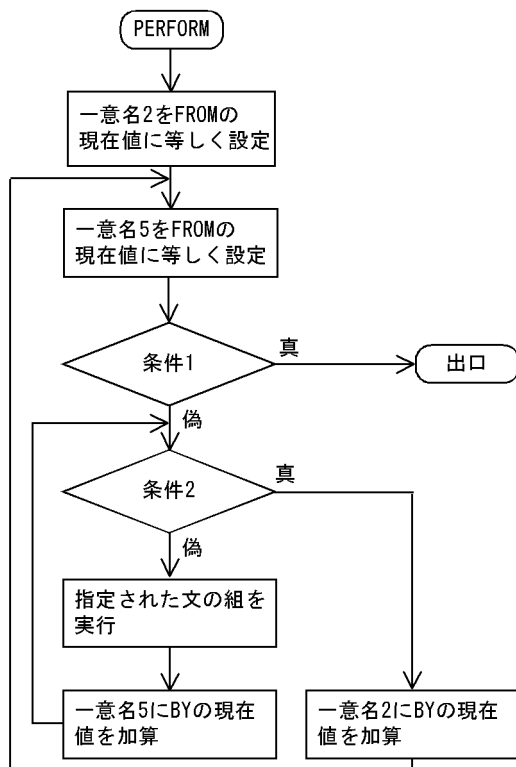 PERFORM
一意名2をFROMの
現在値に等しく設定
一意名5をFROMの
現在値に等しく設定
条件1
真
出口
偽
条件2
真
偽
指定された文の組を
実行
一意名5にBYの現在
値を加算
一意名2にBYの現在
値を加算